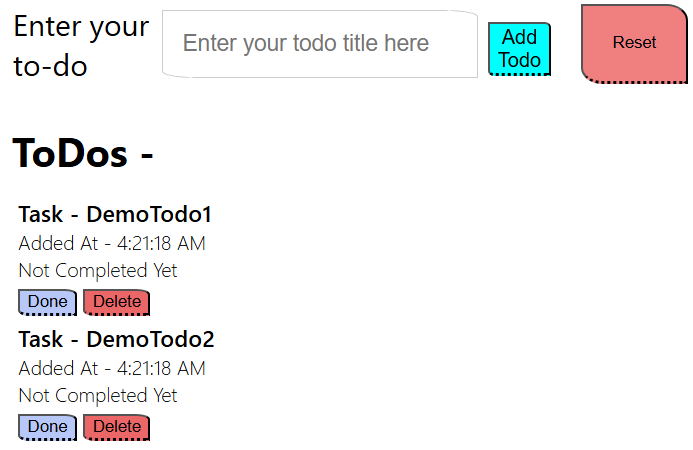 Enter your
to-do
Enter your todo title here
Add
Todo
Reset
ToDos -
Task - DemoTodo1
Added At - 4:21:18 AM
Not Completed Yet
Done Delete
Task - DemoTodo2
Added At - 4:21:18 AM
Not Completed Yet
Done Delete